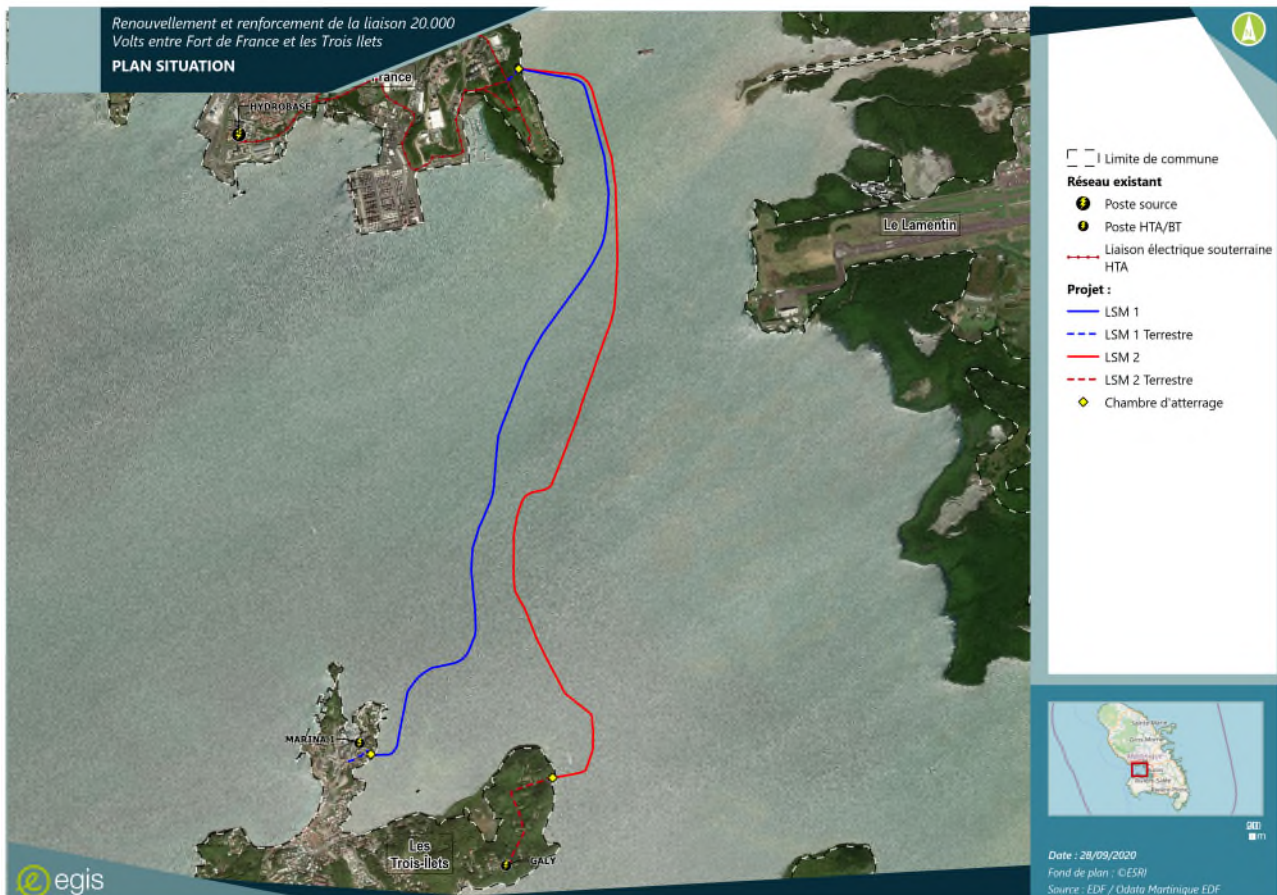 Renouvellement et renforcement de la liaison 20.000
Volts entre Fort de France et les Trois Ilets
PLAN SITUATION
France
HYDROBASE
Le Lamentin
MARINA 1
Les
Trois-Ilets
GALY
egis
Limite de commune
Réseau existant
Poste source
Poste HTA/BT
Liaison électrique souterraine
HTA
Projet :
LSM 1
LSM 1 Terrestre
LSM 2
LSM 2 Terrestre
Chambre d'atterrage
Date : 28/09/2020
Fond de plan : ©ESRI
Source : EDF / Odata Martinique EDF